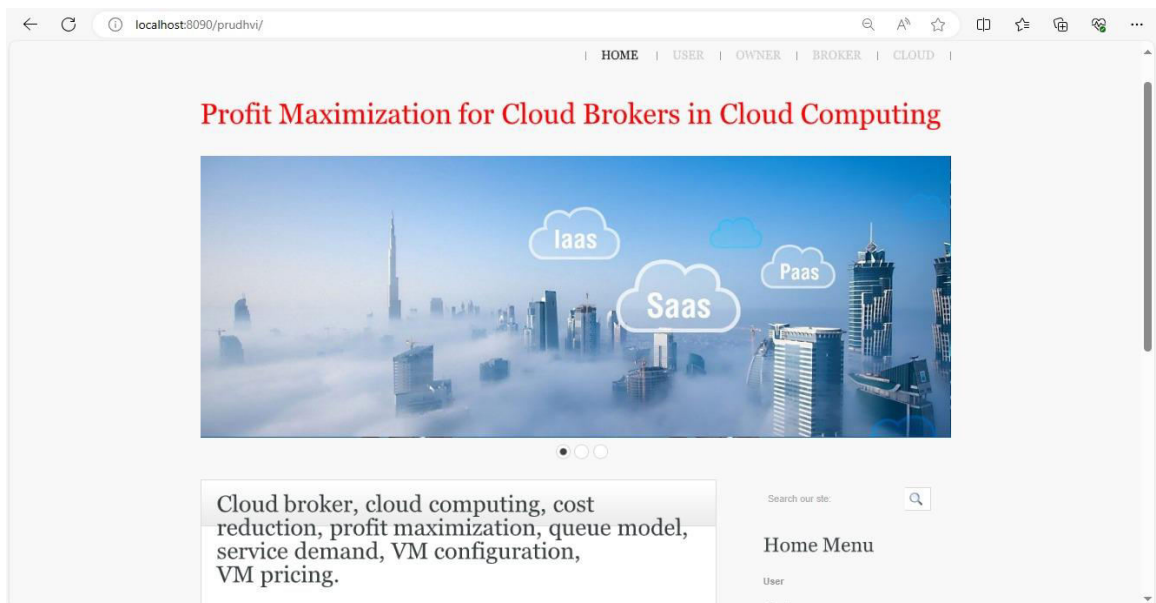 localhost:8090/prudhvi/
| HOME | USER | OWNER | BROKER | CLOUD |
Profit Maximization for Cloud Brokers in Cloud Computing
Iaas
Paas
Saas
Cloud broker, cloud computing, cost
reduction, profit maximization, queue model,
service demand, VM configuration,
VM pricing.
Search our site:
Home Menu
User